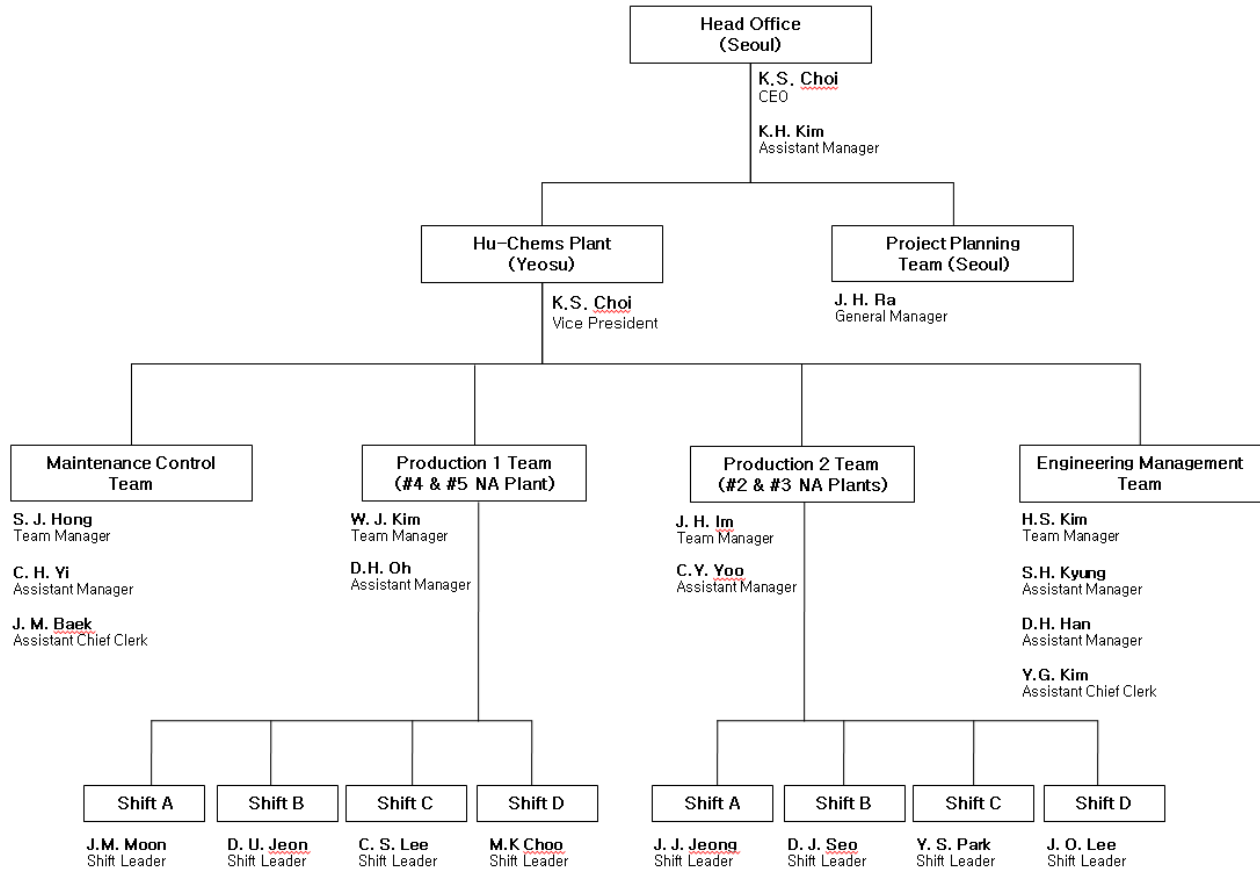 Head Office
(Seoul)
K.S. Choi
CEO
K.H. Kim
Assistant Manager
Hu-Chems Plant
(Yeosu)
K.S. Choi
Vice President
Project Planning
Team (Seoul)
J. H. Ra
General Manager
Maintenance Control
Team
S. J. Hong
Team Manager
C. H. Yi
Assistant Manager
J. M. Baek
Assistant Chief Clerk
Production 1 Team
(#4 & #5 NA Plant)
W. J. Kim
Team Manager
D.H. Oh
Assistant Manager
Production 2 Team
(#2 & #3 NA Plants)
J. H. Im
Team Manager
C.Y. Yoo
Assistant Manager
Engineering Management
Team
H.S. Kim
Team Manager
S.H. Kyung
Assistant Manager
D.H. Han
Assistant Manager
Y.G. Kim
Assistant Chief Clerk
Shift A
J.M. Moon
Shift Leader
Shift B
D. U. Jeon
Shift Leader
Shift C
C. S. Lee
Shift Leader
Shift D
M.K Choo
Shift Leader
Shift A
J. J. Jeong
Shift Leader
Shift B
D. J. Seo
Shift Leader
Shift C
Y. S. Park
Shift Leader
Shift D
J. O. Lee
Shift Leader